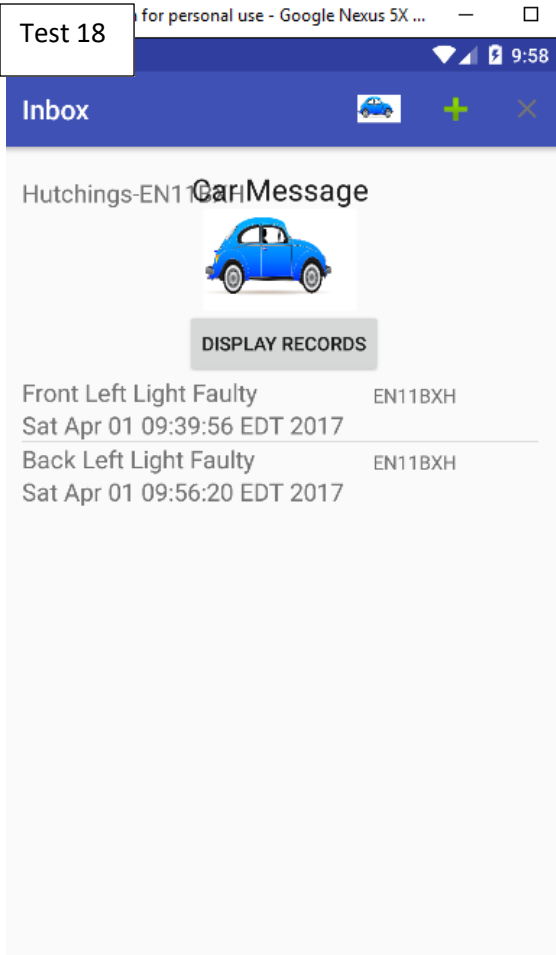 Test 18
for personal use - Google Nexus 5X ...
9:58
Inbox
Hutchings-EN11BXH
Car Message
DISPLAY RECORDS
Front Left Light Faulty EN11BXH
Sat Apr 01 09:39:56 EDT 2017
Back Left Light Faulty EN11BXH
Sat Apr 01 09:56:20 EDT 2017